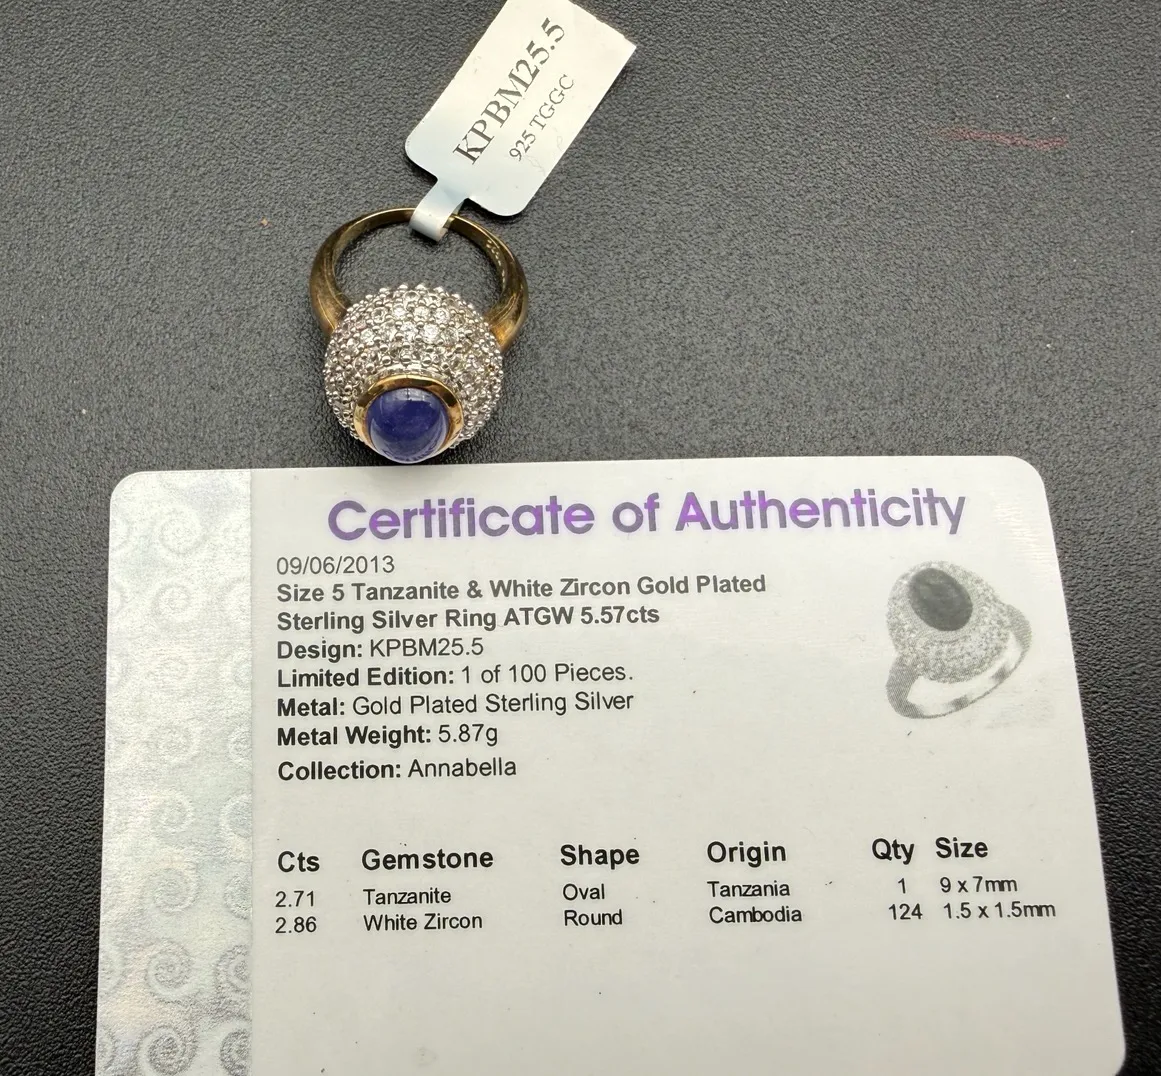 KPBM25.5
925 TGGC
Certificate of Authenticity
09/06/2013
Size 5 Tanzanite & White Zircon Gold Plated
Sterling Silver Ring ATGW 5.57cts
Design: KPBM25.5
Limited Edition: 1 of 100 Pieces.
Metal: Gold Plated Sterling Silver
Metal Weight: 5.87g
Collection: Annabella
Cts Gemstone Shape Origin Qty Size
2.71 Tanzanite Oval Tanzania 1 9 x 7mm
2.86 White Zircon Round Cambodia 124 1.5 x 1.5mm